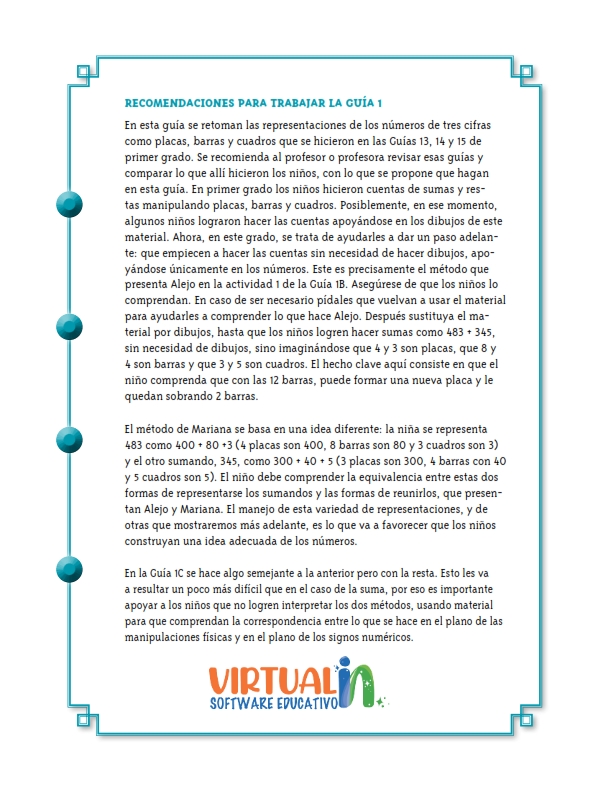 RECOMENDACIONES PARA TRABAJAR LA GUÍA 1
En esta guía se retoman las representaciones de los números de tres cifras
como placas, barras y cuadros que se hicieron en las Guías 13, 14 y 15 de
primer grado. Se recomienda al profesor o profesora revisar esas guías y
comparar lo que allí hicieron los niños, con lo que se propone que hagan
en esta guía. En primer grado los niños hicieron cuentas de sumas y res-
tas manipulando placas, barras y cuadros. Posiblemente, en ese momento,
algunos niños lograron hacer las cuentas apoyándose en los dibujos de este
material. Ahora, en este grado, se trata de ayudarles a dar un paso adelan-
te: que empiecen a hacer las cuentas sin necesidad de hacer dibujos, apo-
yándose únicamente en los números. Este es precisamente el método que
presenta Alejo en la actividad 1 de la Guía 1B. Asegúrese de que los niños lo
comprendan. En caso de ser necesario pídales que vuelvan a usar el material
para ayudarles a comprender lo que hace Alejo. Después sustituya el ma-
terial por dibujos, hasta que los niños logren hacer sumas como 483 + 345,
sin necesidad de dibujos, sino imaginándose que 4 y 3 son placas, que 8 y
4 son barras y que 3 y 5 son cuadros. El hecho clave aquí consiste en que el
niño comprenda que con las 12 barras, puede formar una nueva placa y le
quedan sobrando 2 barras.
El método de Mariana se basa en una idea diferente: la niña se representa
483 como 400 + 80 +3 (4 placas son 400, 8 barras son 80 y 3 cuadros son 3)
y el otro sumando, 345, como 300 + 40 + 5 (3 placas son 300, 4 barras con 40
y 5 cuadros son 5). El niño debe comprender la equivalencia entre estas dos
formas de representarse los sumandos y las formas de reunirlos, que presen-
tan Alejo y Mariana. El manejo de esta variedad de representaciones, y de
otras que mostraremos más adelante, es lo que va a favorecer que los niños
construyan una idea adecuada de los números.
En la Guía 1C se hace algo semejante a la anterior pero con la resta. Esto les va
a resultar un poco más difícil que en el caso de la suma, por eso es importante
apoyar a los niños que no logren interpretar los dos métodos, usando material
para que comprendan la correspondencia entre lo que se hace en el plano de las
manipulaciones físicas y en el plano de los signos numéricos.
VIRTUAL in
SOFTWARE EDUCATIVO